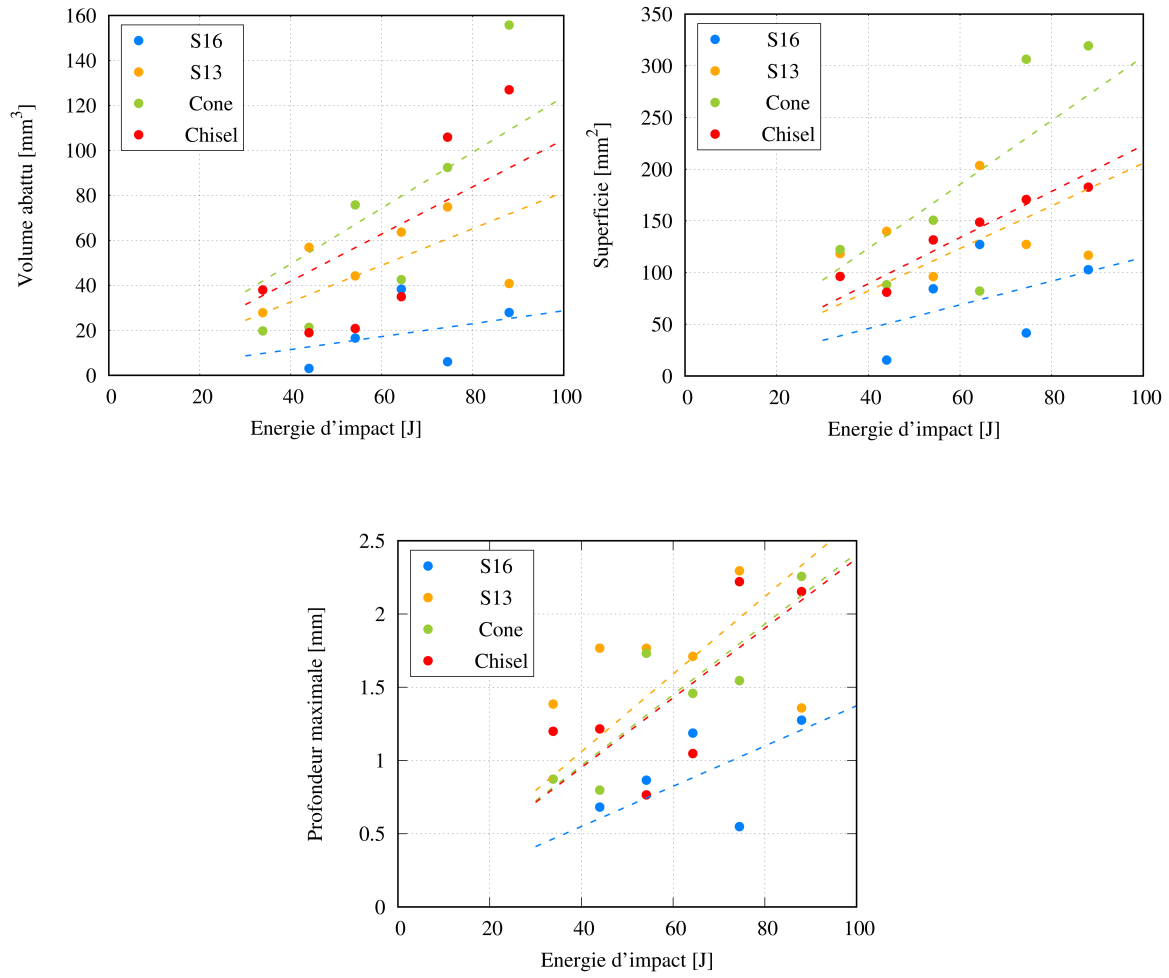 160
140
120
100
80
60
40
20
0
0 20 40 60 80 100
Volume abattu [mm³]
Energie d'impact [J]
S16
S13
Cone
Chisel
350
300
250
200
150
100
50
0
0 20 40 60 80 100
Superficie [mm²]
Energie d'impact [J]
S16
S13
Cone
Chisel
2.5
2
1.5
1
0.5
0
0 20 40 60 80 100
Profondeur maximale [mm]
Energie d'impact [J]
S16
S13
Cone
Chisel